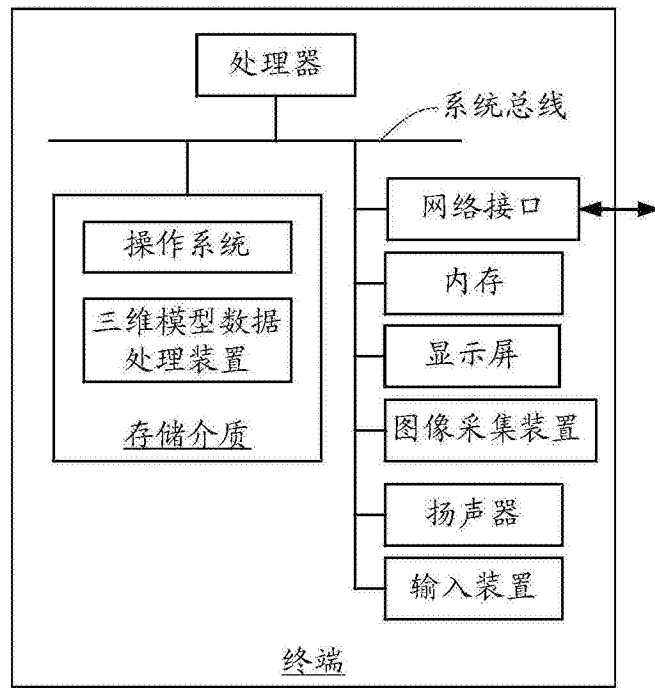 处理器
系统总线
网络接口
操作系统
内存
三维模型数据
处理装置
显示屏
存储介质
图像采集装置
扬声器
输入装置
终端